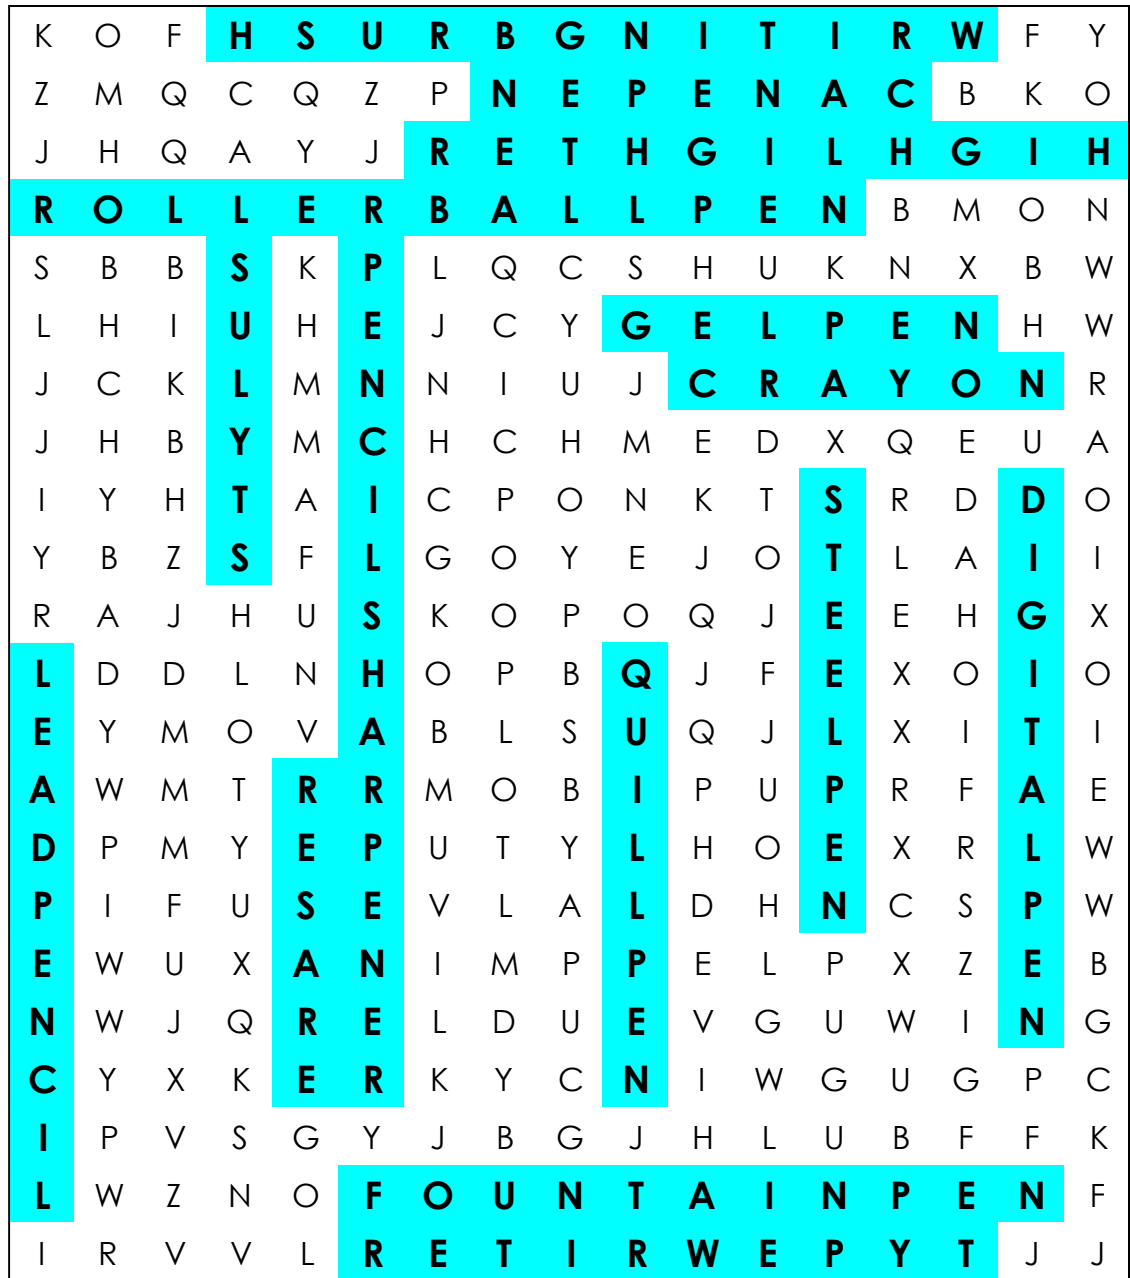 K O F H S U R B G N I T I R W F Y
Z M Q C Q Z P N E P E N A C B K O
J H Q A Y J R E T H G I L H G I H
R O L L E R B A L L P E N B M O N
S B B S K P L Q C S H U K N X B W
L H I U H E J C Y G E L P E N H W
J C K L M N N I U J C R A Y O N R
J H B Y M C H C H M E D X Q E U A
I Y H T A I C P O N K T S R D D O
Y B Z S F L G O Y E J O T L A I I
R A J H U S K O P O Q J E E H G X
L D D L N H O P B Q J F E X O I O
E Y M O V A B L S U Q J L X I T I
A W M T R R M O B I P U P R F A E
D P M Y E P U T Y L H O E X R L W
P I F U S E V L A L D H N C S P W
E W U X A N I M P P E L P X Z E B
N W J Q R E L D U E V G U W I N G
C Y X K E R K Y C N I W G U G P C
I P V S G Y J B G J H L U B F F K
L W Z N O F O U N T A I N P E N F
I R V V L R E T I R W E P Y T J J